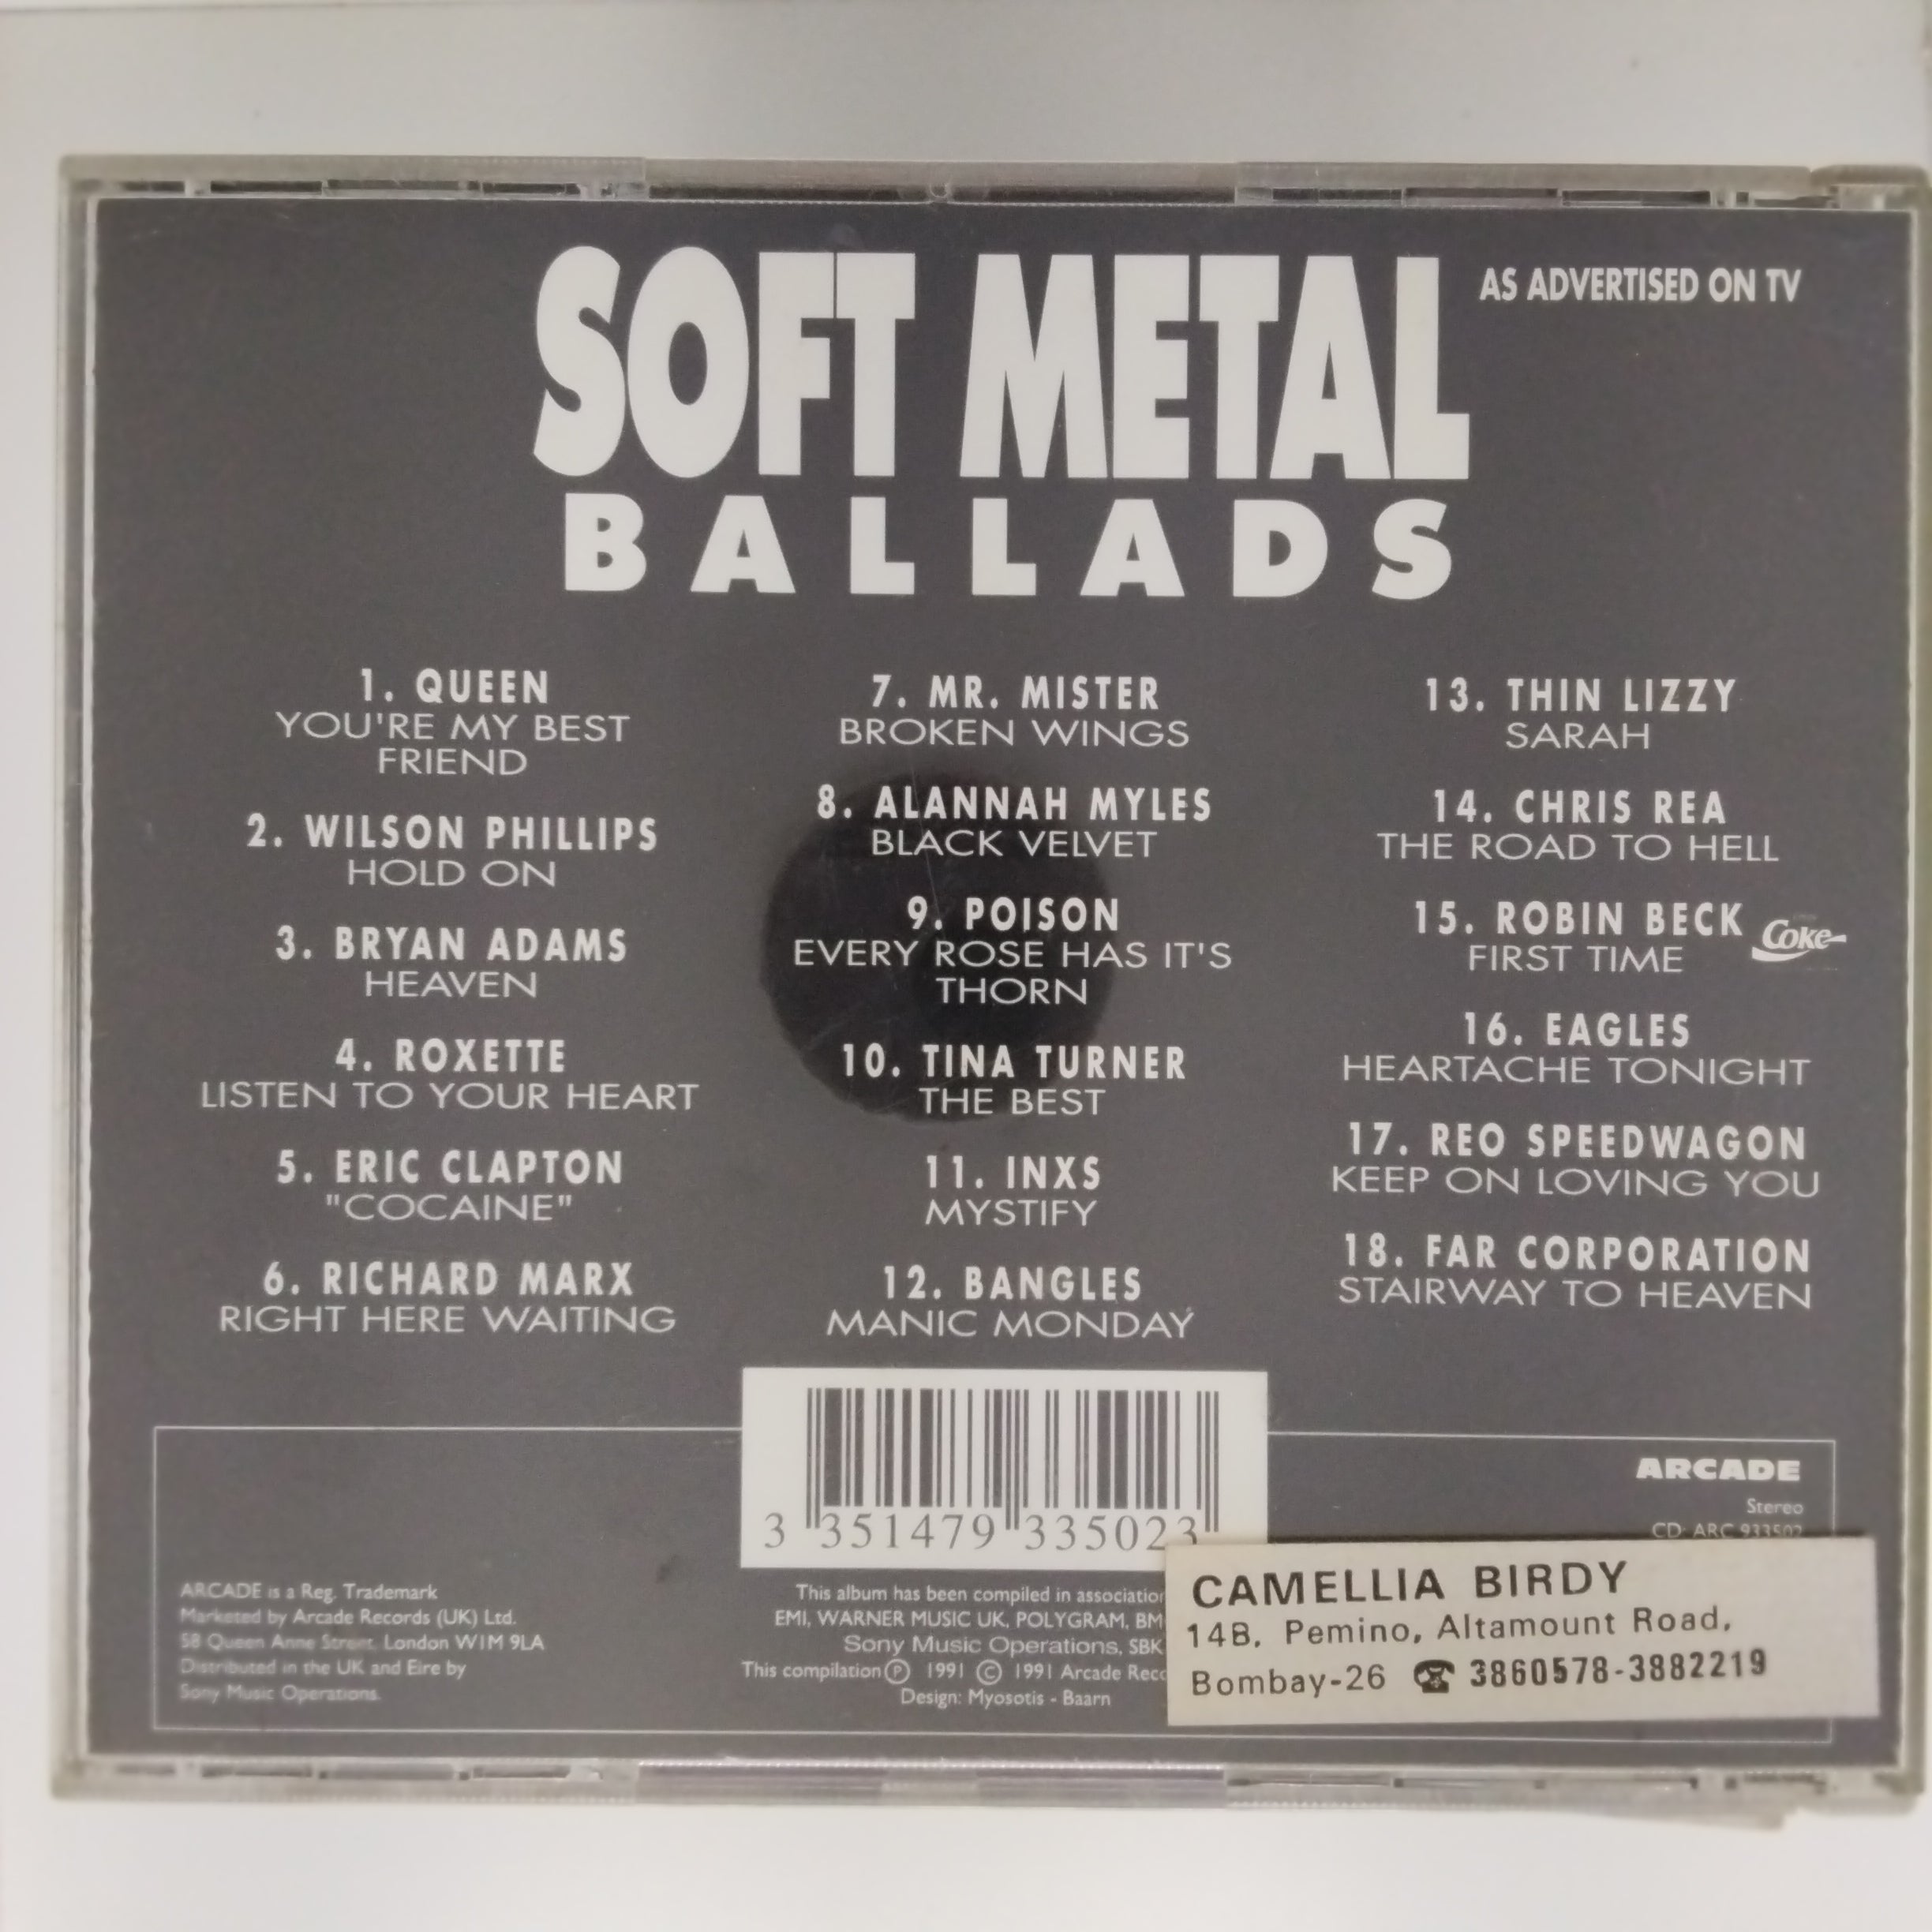 SOFT METAL
BALLADS
AS ADVERTISED ON TV
1. QUEEN
YOU'RE MY BEST
FRIEND
2. WILSON PHILLIPS
HOLD ON
3. BRYAN ADAMS
HEAVEN
4. ROXETTE
LISTEN TO YOUR HEART
5. ERIC CLAPTON
"COCAINE"
6. RICHARD MARX
RIGHT HERE WAITING
7. MR. MISTER
BROKEN WINGS
8. ALANNAH MYLES
BLACK VELVET
9. POISON
EVERY ROSE HAS IT'S
THORN
10. TINA TURNER
THE BEST
11. INXS
MYSTIFY
12. BANGLES
MANIC MONDAY
13. THIN LIZZY
SARAH
14. CHRIS REA
THE ROAD TO HELL
15. ROBIN BECK
FIRST TIME
Coke
16. EAGLES
HEARTACHE TONIGHT
17. REO SPEEDWAGON
KEEP ON LOVING YOU
18. FAR CORPORATION
STAIRWAY TO HEAVEN
3 351479 335023
ARCADE
Stereo
CD: ARC 933502
ARCADE is a Reg. Trademark
Marketed by Arcade Records (UK) Ltd.
58 Queen Anne Street, London W1M 9LA
Distributed in the UK and Eire by
Sony Music Operations.
This album has been compiled in association
EMI, WARNER MUSIC UK, POLYGRAM, BM
Sony Music Operations, SBK
This compilation Ⓟ 1991 © 1991 Arcade Reco
Design: Myosotis - Baarn
CAMELLIA BIRDY
14B, Pemino, Altamount Road,
Bombay-26 ☎ 3860578-3882219